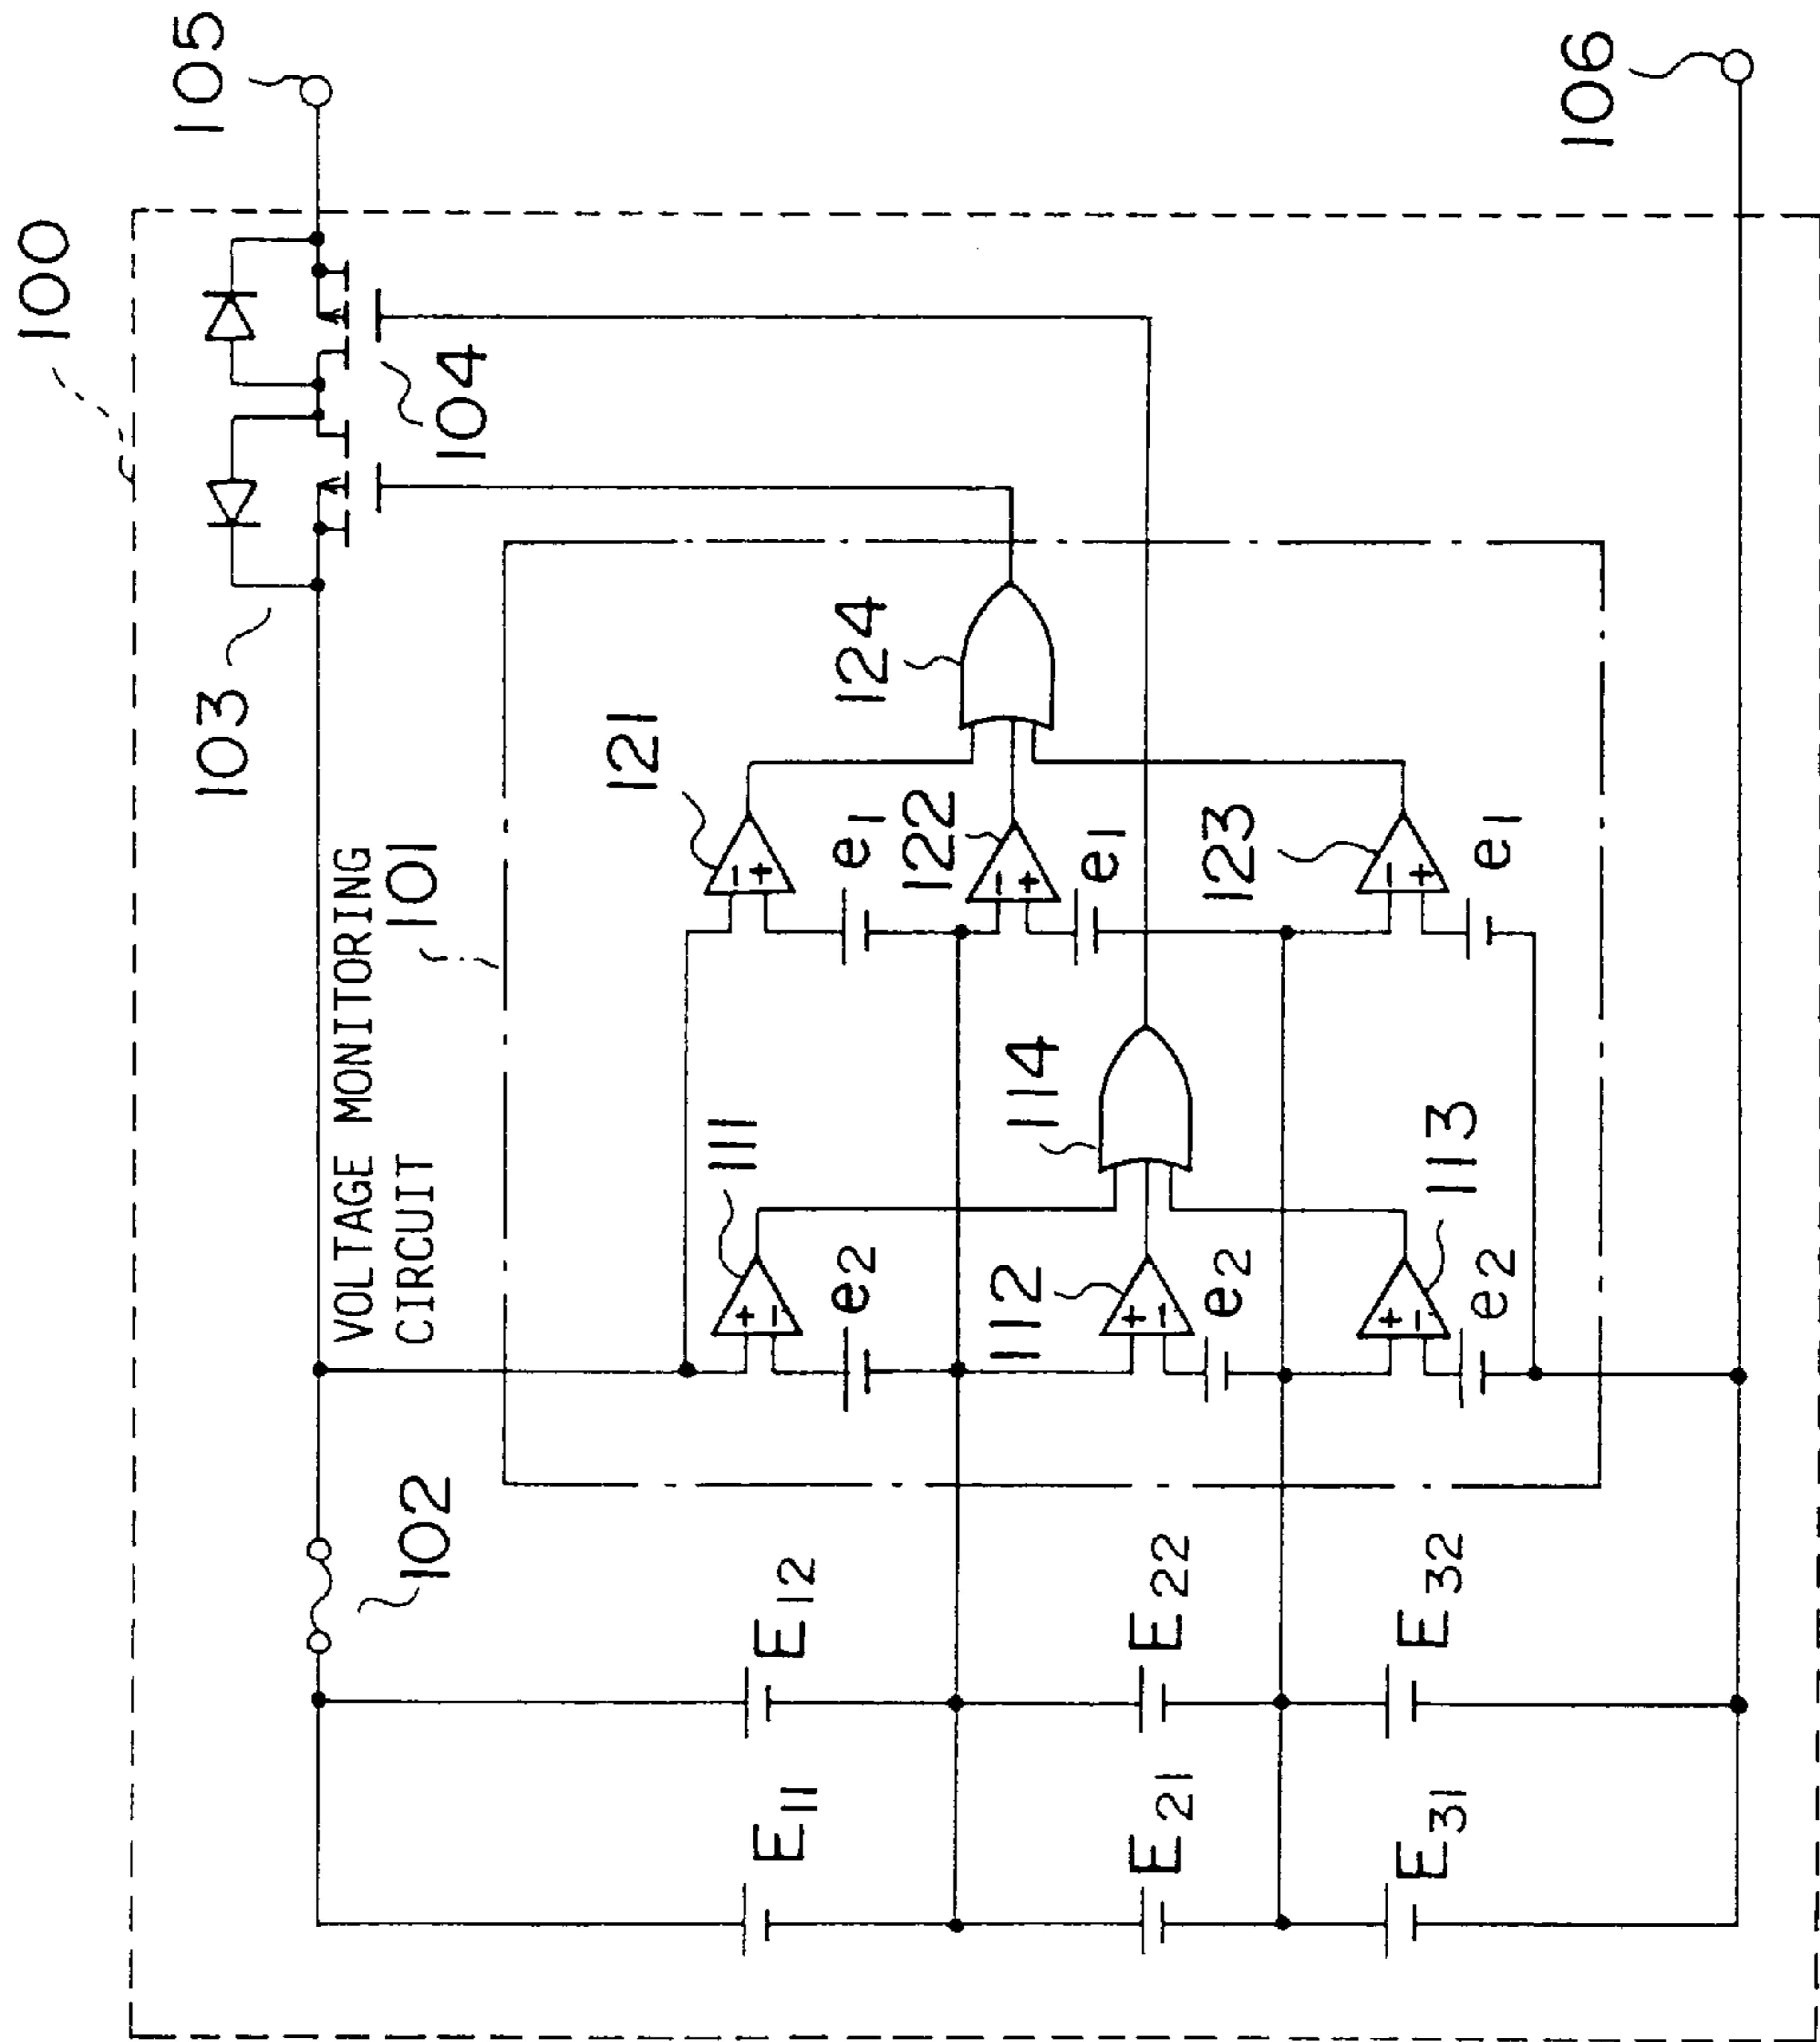 100
105
103
104
VOLTAGE MONITORING
CIRCUIT
101
102
121
124
111
e1
e2
122
114
112
e1
e2
123
113
e1
e2
106
E11
E12
E21
E22
E31
E32
+
−
+
−
+
−
−
+
−
+
−
+